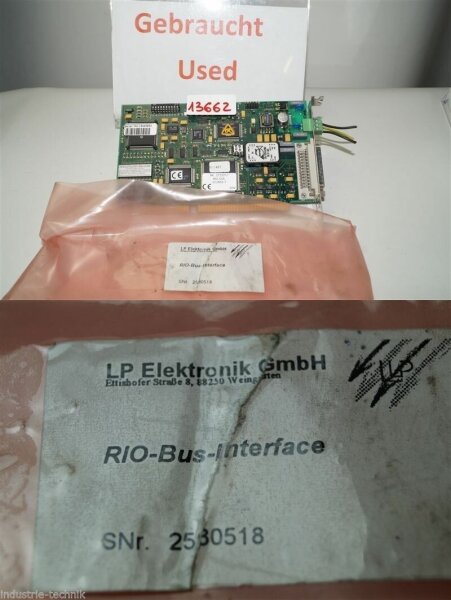 Gebraucht
Used
13662
LP Elektronik GmbH
RIO-Bus-Interface
SNr. 2580518
LP Elektronik GmbH
Ettishofer Straße 8, 88250 Weingarten
RIO-Bus-Interface
SNr. 2580518
industrie-technik